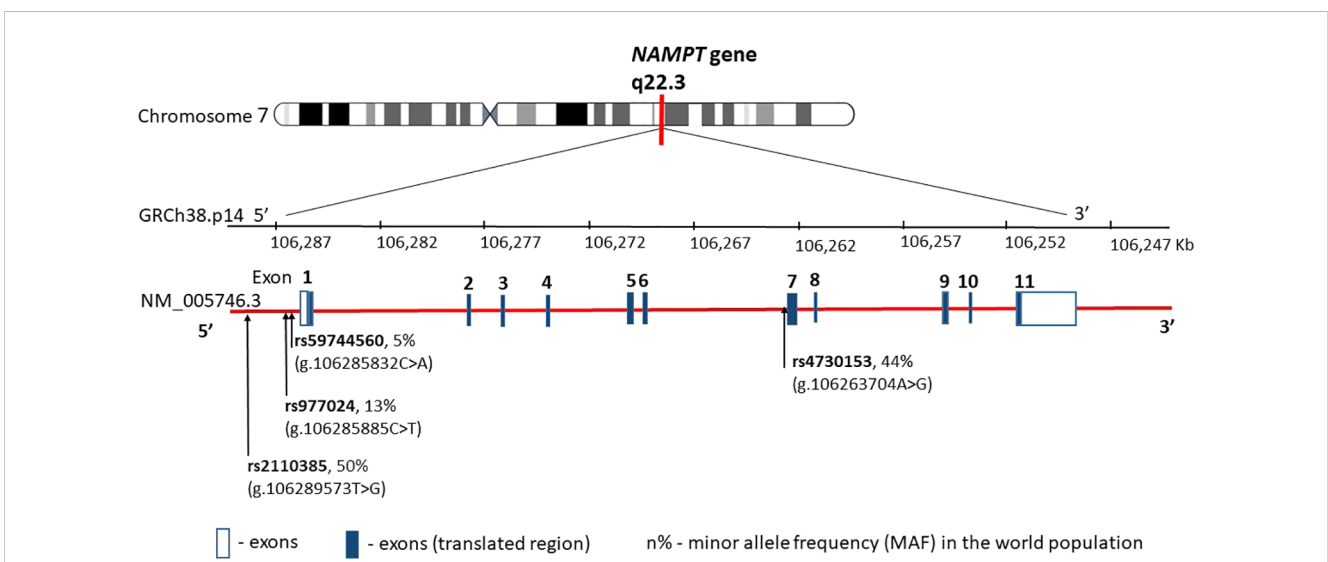 NAMPT gene
q22.3
Chromosome 7
GRCh38.p14 5’ 3’
106,287 106,282 106,277 106,272 106,267 106,262 106,257 106,252 106,247 Kb
Exon 1 2 3 4 5 6 7 8 9 10 11
NM_005746.3
5’ 3’
rs59744560, 5%
(g.106285832C>A)
rs4730153, 44%
(g.106263704A>G)
rs977024, 13%
(g.106285885C>T)
rs2110385, 50%
(g.106289573T>G)
- exons - exons (translated region) n% - minor allele frequency (MAF) in the world population